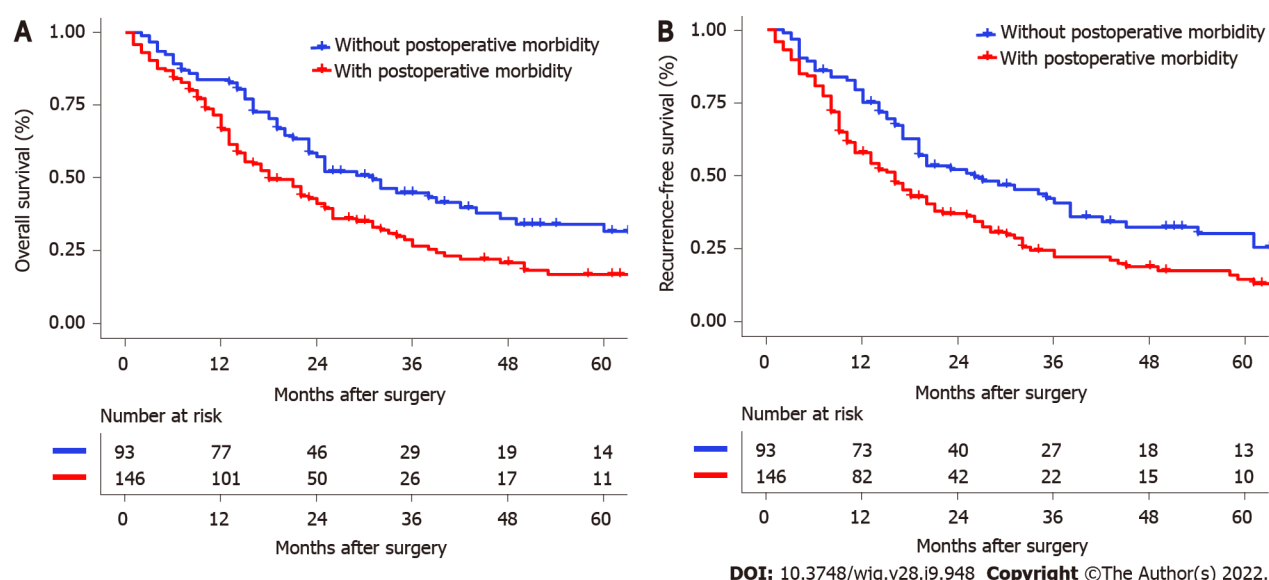 A
1.00
0.75
0.50
0.25
0.00
Overall survival (%)
Without postoperative morbidity
With postoperative morbidity
0 12 24 36 48 60
Months after surgery
Number at risk
93 77 46 29 19 14
146 101 50 26 17 11
0 12 24 36 48 60
Months after surgery
B
1.00
0.75
0.50
0.25
0.00
Recurrence-free survival (%)
Without postoperative morbidity
With postoperative morbidity
0 12 24 36 48 60
Months after surgery
Number at risk
93 73 40 27 18 13
146 82 42 22 15 10
0 12 24 36 48 60
Months after surgery
DOI: 10.3748/wjg.v28.i9.948 Copyright ©The Author(s) 2022.